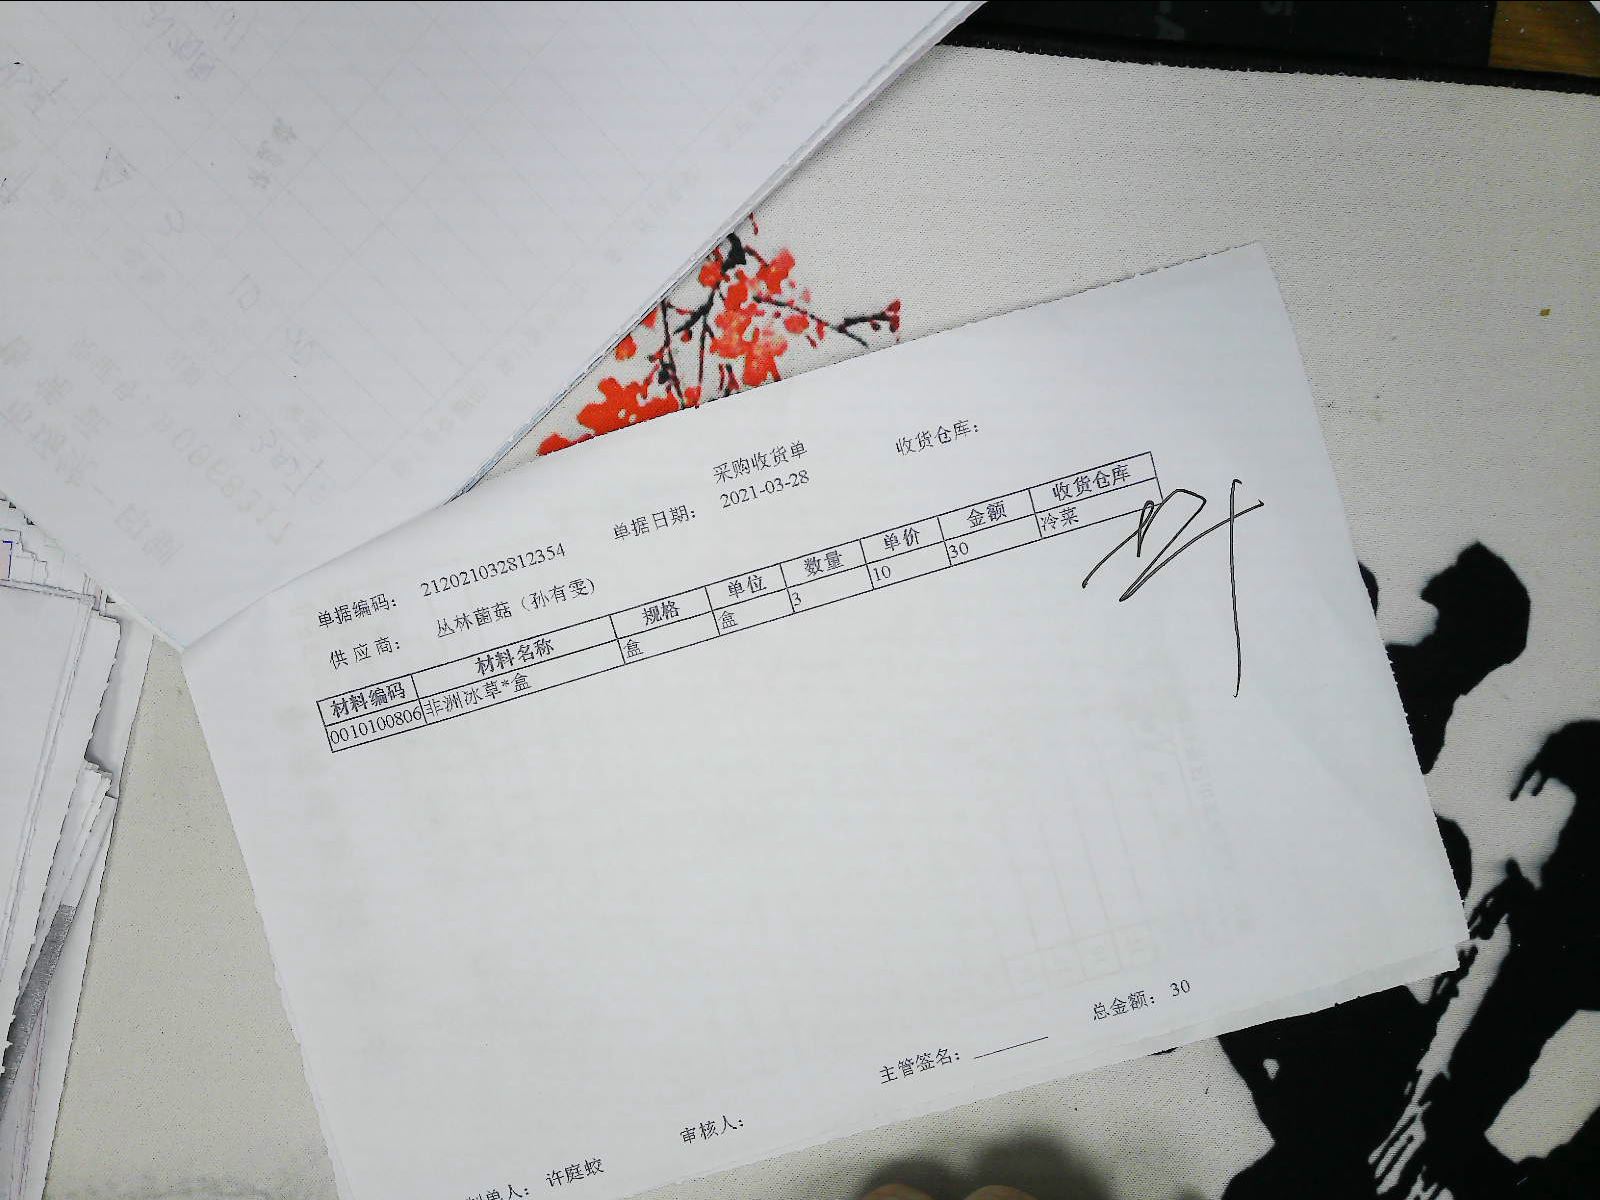 采购收货单
收货仓库：
单据编码： 212021032812354 单据日期： 2021-03-28
供 应 商： 丛林菌菇（孙有雯）
材料编码 材料名称 规格 单位 数量 单价 金额 收货仓库
0010100806 非洲冰草*盒 盒 盒 3 10 30 冷菜
总金额： 30
主管签名：
审核人：
制单人： 许庭蛟